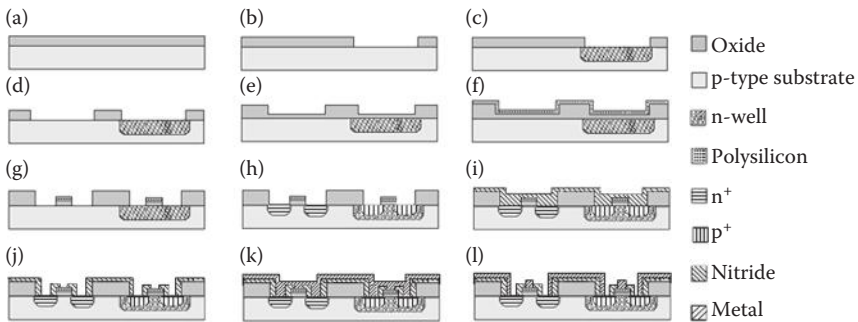 (a)
(b)
(c)
(d)
(e)
(f)
(g)
(h)
(i)
(j)
(k)
(l)
Oxide
p-type substrate
n-well
Polysilicon
n+
p+
Nitride
Metal